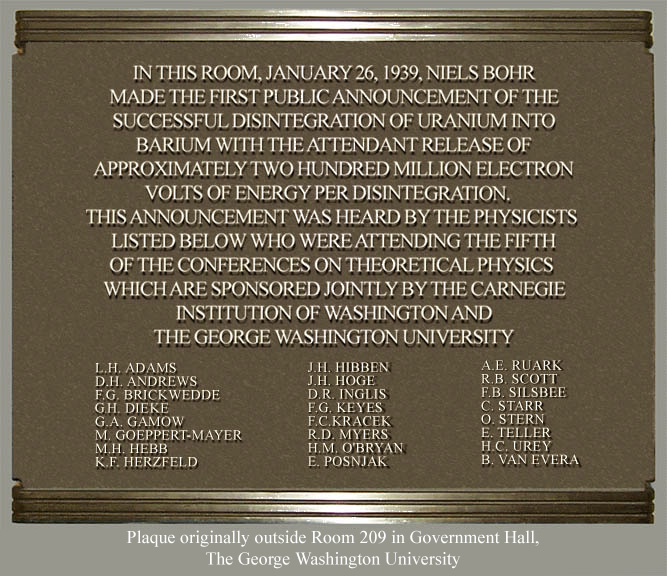 IN THIS ROOM, JANUARY 26, 1939, NIELS BOHR
MADE THE FIRST PUBLIC ANNOUNCEMENT OF THE
SUCCESSFUL DISINTEGRATION OF URANIUM INTO
BARIUM WITH THE ATTENDANT RELEASE OF
APPROXIMATELY TWO HUNDRED MILLION ELECTRON
VOLTS OF ENERGY PER DISINTEGRATION.
THIS ANNOUNCEMENT WAS HEARD BY THE PHYSICISTS
LISTED BELOW WHO WERE ATTENDING THE FIFTH
OF THE CONFERENCES ON THEORETICAL PHYSICS
WHICH ARE SPONSORED JOINTLY BY THE CARNEGIE
INSTITUTION OF WASHINGTON AND
THE GEORGE WASHINGTON UNIVERSITY
L.H. ADAMS
D.H. ANDREWS
F.G. BRICKWEDDE
G.H. DIEKE
G.A. GAMOW
M. GOEPPERT-MAYER
M.H. HEBB
K.F. HERZFELD
J.H. HIBBEN
J.H. HOGE
D.R. INGLIS
F.G. KEYES
F.C.KRACEK
R.D. MYERS
H.M. O'BRYAN
E. POSNJAK
A.E. RUARK
R.B. SCOTT
F.B. SILSBEE
C. STARR
O. STERN
E. TELLER
H.C. UREY
B. VAN EVERA
Plaque originally outside Room 209 in Government Hall,
The George Washington University